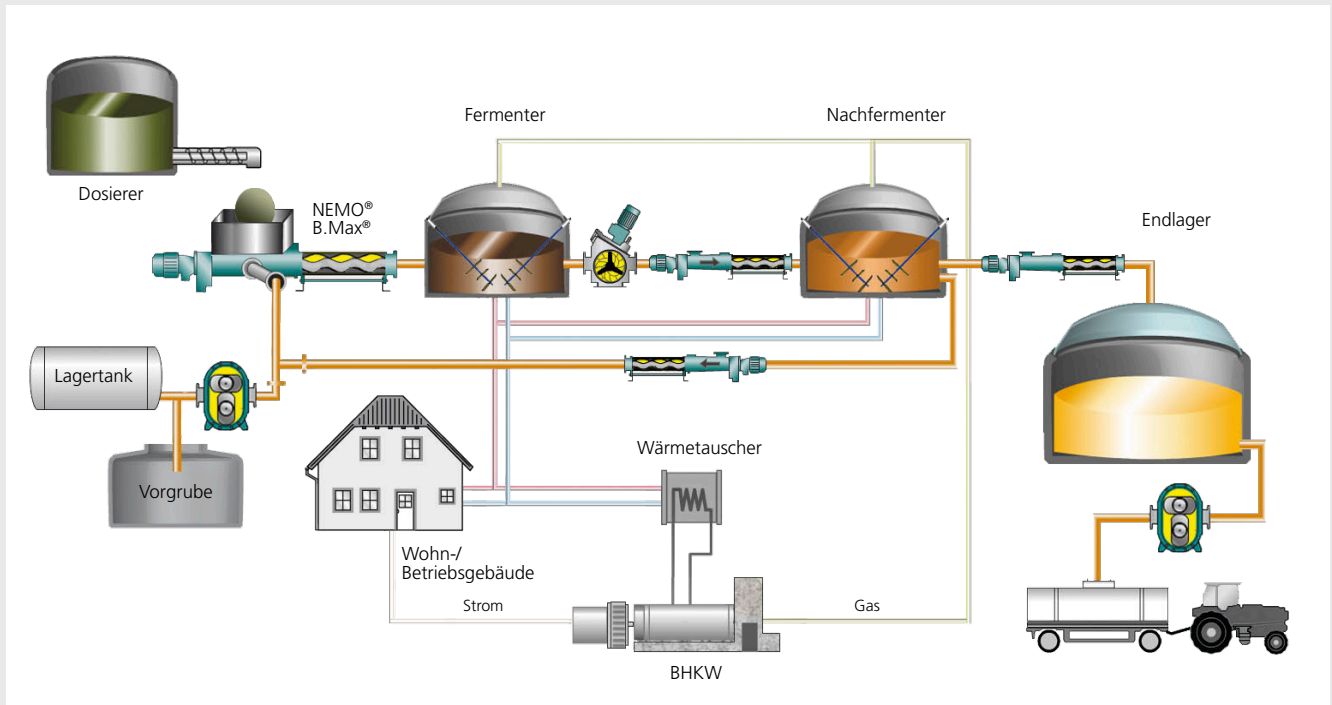 Fermenter
Nachfermenter
Dosierer
NEMO®
B.Max®
Endlager
Lagertank
Vorgrube
Wärmetauscher
Wohn-/
Betriebsgebäude
Strom
Gas
BHKW